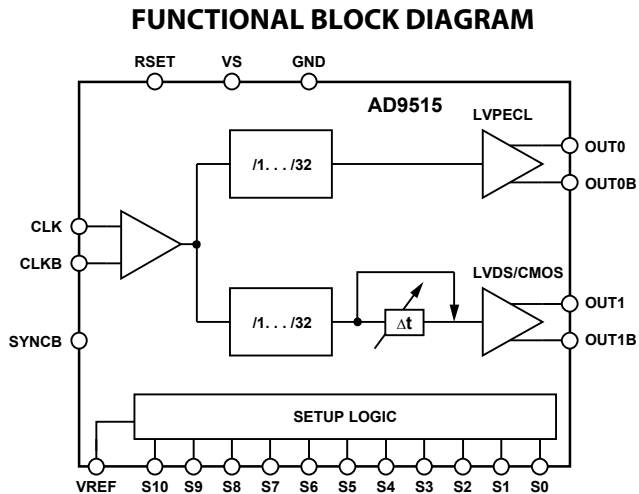 FUNCTIONAL BLOCK DIAGRAM
RSET VS GND
AD9515
LVPECL
OUT0
/1. . . /32
OUT0B
CLK
CLKB
LVDS/CMOS
OUT1
/1. . . /32
Δt
SYNCB
OUT1B
SETUP LOGIC
VREF S10 S9 S8 S7 S6 S5 S4 S3 S2 S1 S0